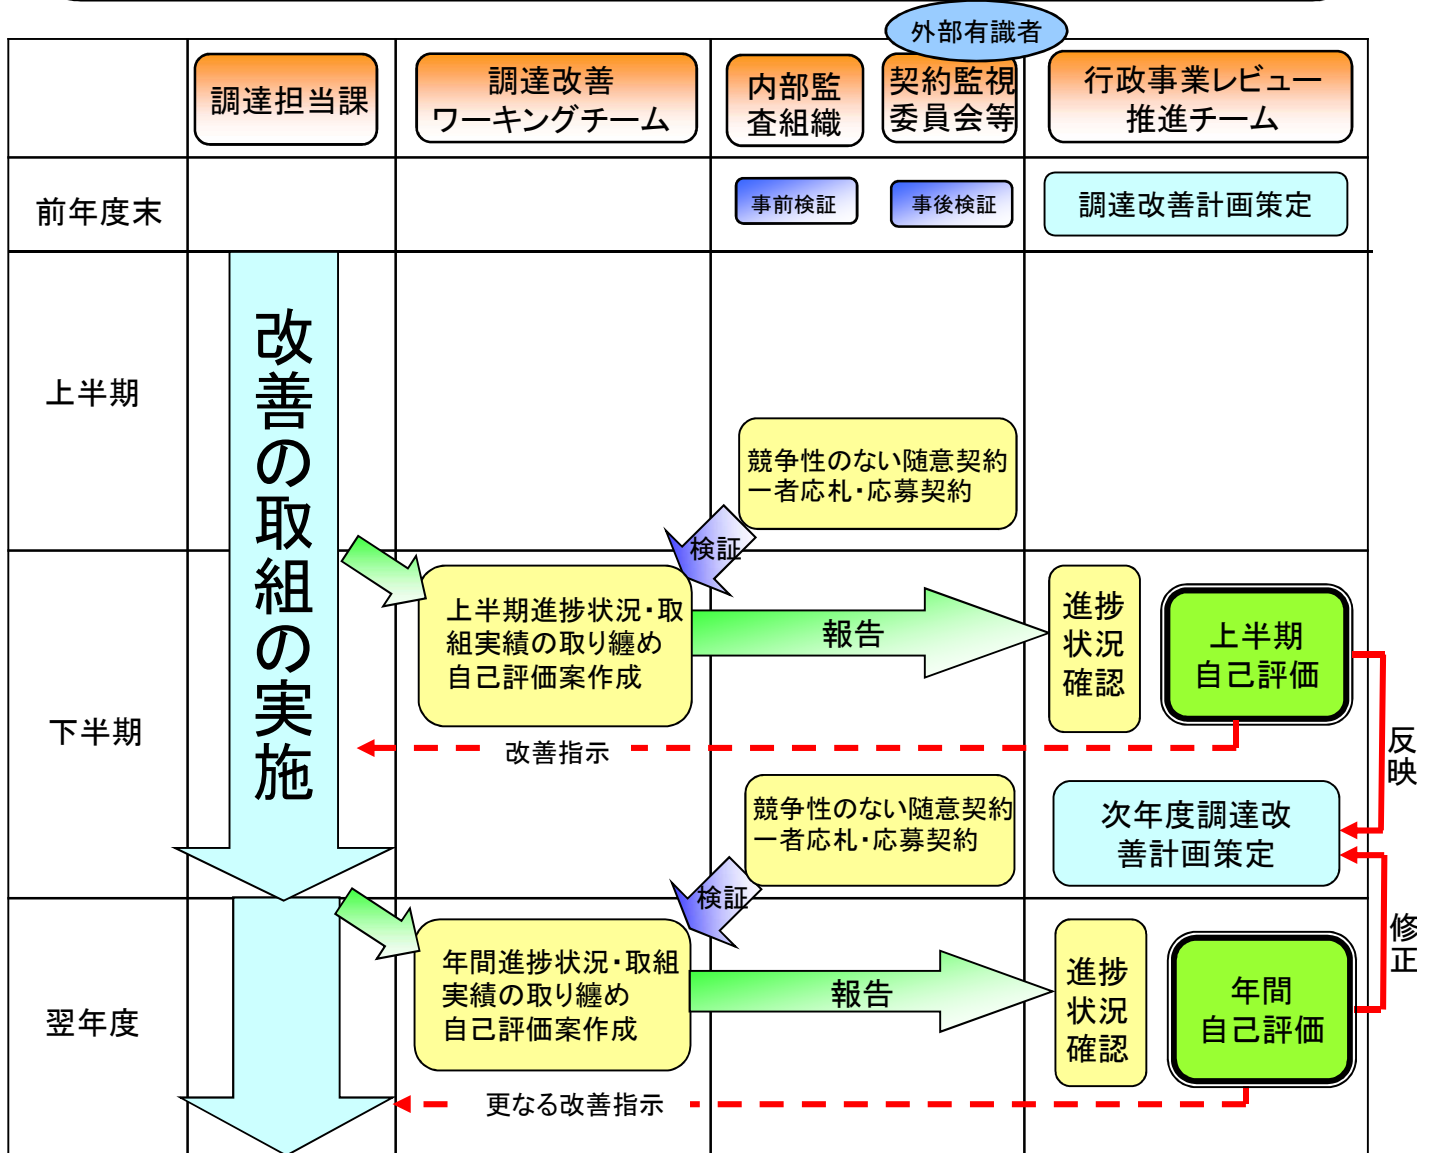 外部有識者
調達担当課
調達改善
ワーキングチーム
内部監
査組織
契約監視
委員会等
行政事業レビュー
推進チーム
前年度末
事前検証
事後検証
調達改善計画策定
上半期
改善の取組の実施
競争性のない随意契約
一者応札・応募契約
検証
下半期
上半期進捗状況・取
組実績の取り纏め
自己評価案作成
報告
進捗
状況
確認
上半期
自己評価
改善指示
反映
競争性のない随意契約
一者応札・応募契約
次年度調達改
善計画策定
検証
修正
翌年度
年間進捗状況・取組
実績の取り纏め
自己評価案作成
報告
進捗
状況
確認
年間
自己評価
更なる改善指示